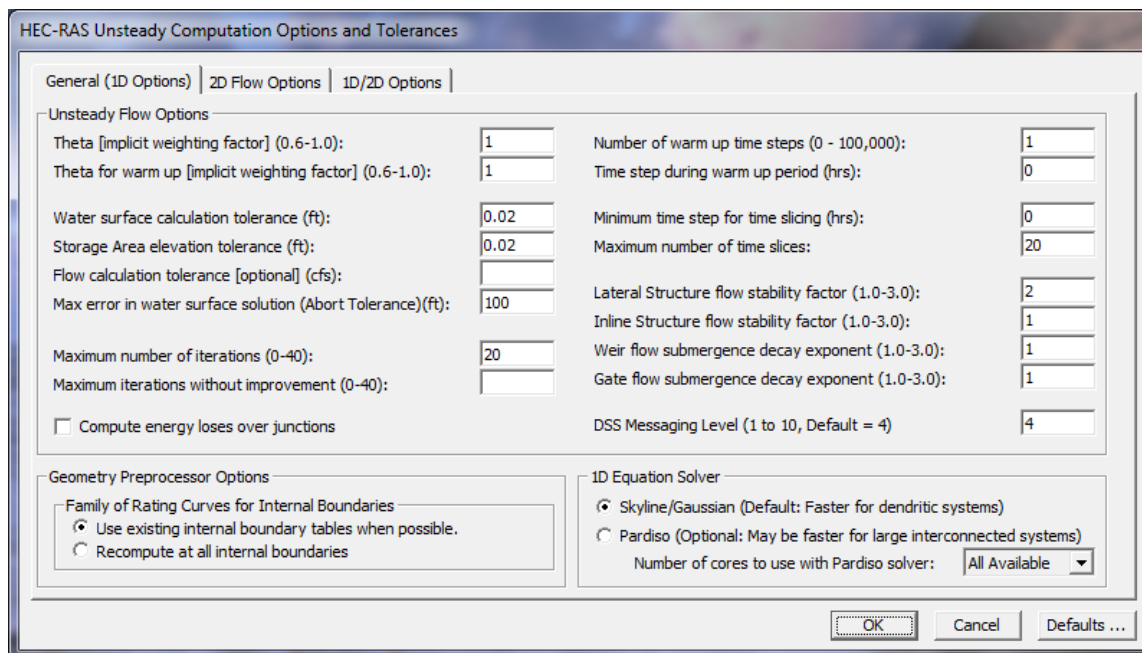 HEC-RAS Unsteady Computation Options and Tolerances
General (1D Options)
2D Flow Options
1D/2D Options
Unsteady Flow Options
Theta [implicit weighting factor] (0.6-1.0): 1
Theta for warm up [implicit weighting factor] (0.6-1.0): 1
Water surface calculation tolerance (ft): 0.02
Storage Area elevation tolerance (ft): 0.02
Flow calculation tolerance [optional] (cfs):
Max error in water surface solution (Abort Tolerance)(ft): 100
Maximum number of iterations (0-40): 20
Maximum iterations without improvement (0-40):
Compute energy loses over junctions
Number of warm up time steps (0 - 100,000): 1
Time step during warm up period (hrs): 0
Minimum time step for time slicing (hrs): 0
Maximum number of time slices: 20
Lateral Structure flow stability factor (1.0-3.0): 2
Inline Structure flow stability factor (1.0-3.0): 1
Weir flow submergence decay exponent (1.0-3.0): 1
Gate flow submergence decay exponent (1.0-3.0): 1
DSS Messaging Level (1 to 10, Default = 4) 4
Geometry Preprocessor Options
Family of Rating Curves for Internal Boundaries
Use existing internal boundary tables when possible.
Recompute at all internal boundaries
1D Equation Solver
Skyline/Gaussian (Default: Faster for dendritic systems)
Pardiso (Optional: May be faster for large interconnected systems)
Number of cores to use with Pardiso solver: All Available
OK
Cancel
Defaults ...